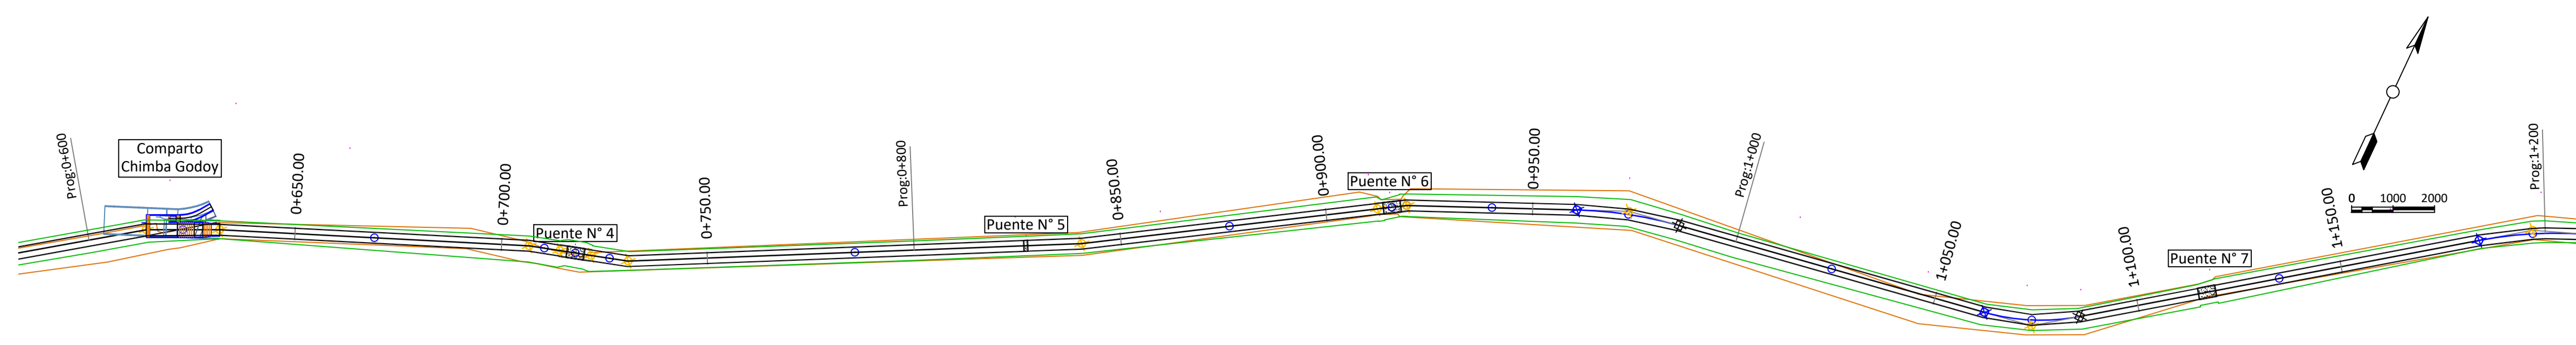 Prog:0+600
Comparto
Chimba Godoy
0+650.00
0+700.00
Puente N° 4
0+750.00
Prog:0+800
Puente N° 5
0+850.00
0+900.00
Puente N° 6
0+950.00
Prog:1+000
1+050.00
1+100.00
Puente N° 7
1+150.00
0 1000 2000
Prog:1+200